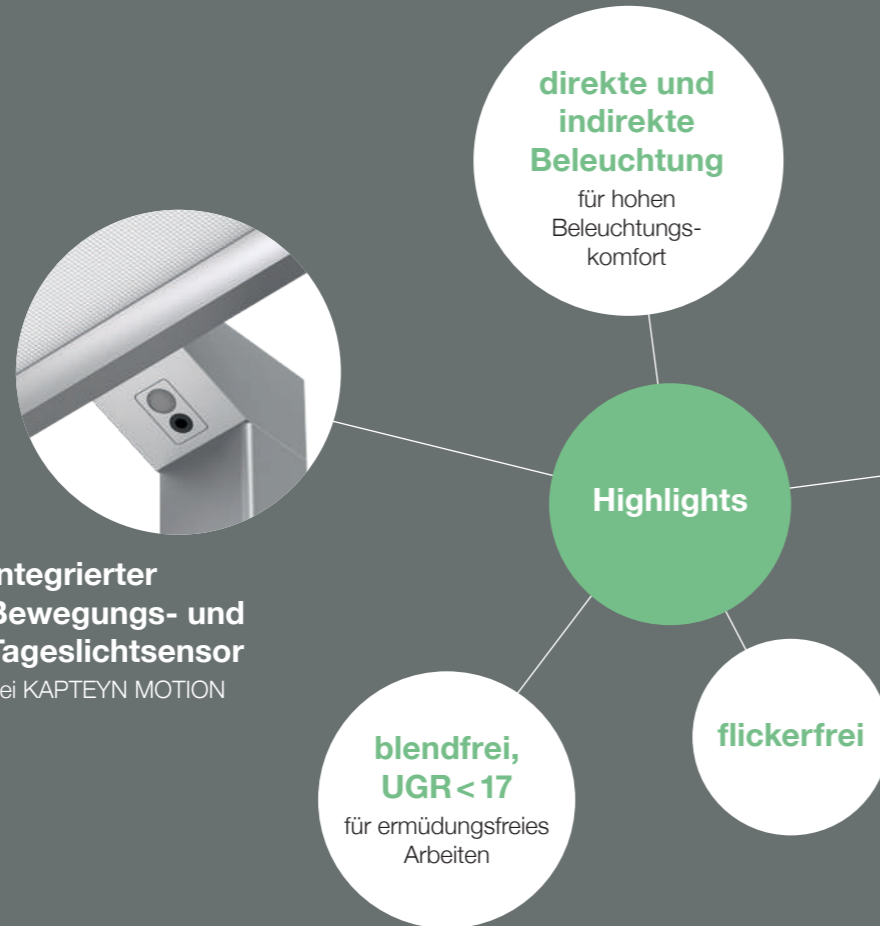 direkte und
indirekte
Beleuchtung
für hohen
Beleuchtungs-
komfort
Highlights
ntegrierter
Bewegungs- und
Tageslichtsensor
ei KAPTEYN MOTION
blendfrei,
UGR < 17
für ermüdungsfreies
Arbeiten
flickerfrei